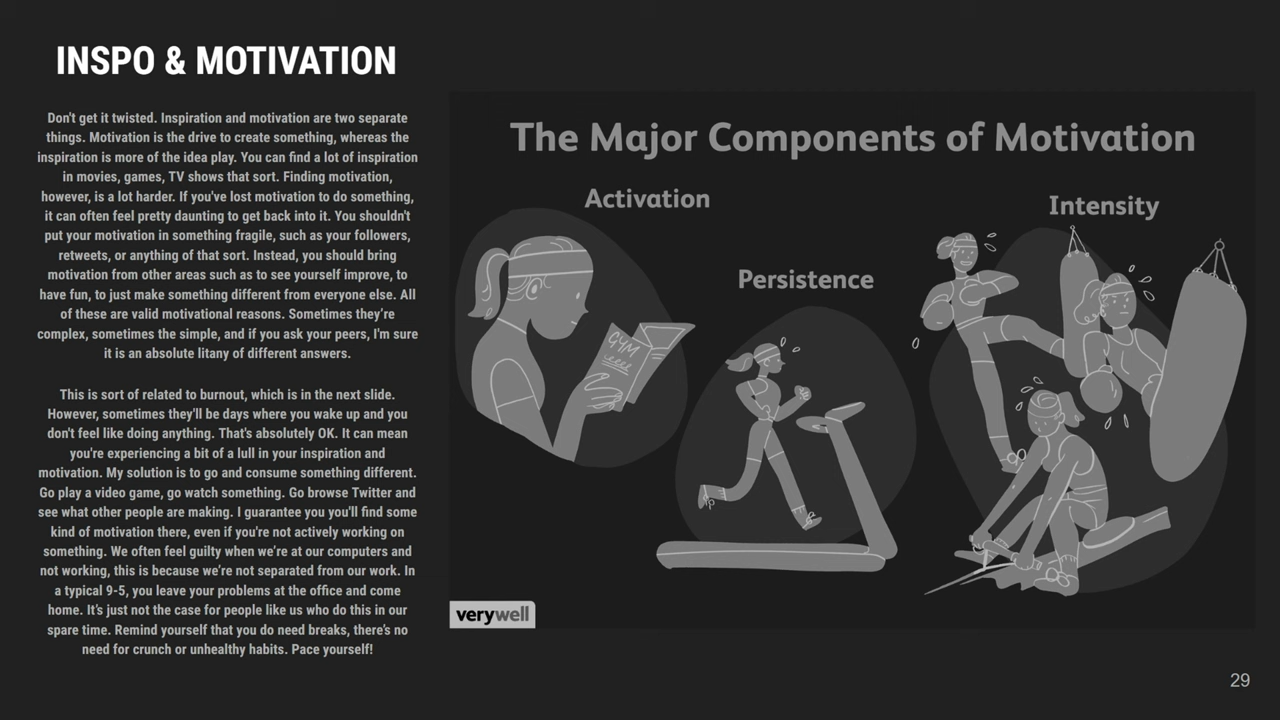 INSPO & MOTIVATION
Don't get it twisted. Inspiration and motivation are two separate
things. Motivation is the drive to create something, whereas the
inspiration is more of the idea play. You can find a lot of inspiration
in movies, games, TV shows that sort. Finding motivation,
however, is a lot harder. If you've lost motivation to do something,
it can often feel pretty daunting to get back into it. You shouldn't
put your motivation in something fragile, such as your followers,
retweets, or anything of that sort. Instead, you should bring
motivation from other areas such as to see yourself improve, to
have fun, to just make something different from everyone else. All
of these are valid motivational reasons. Sometimes they're
complex, sometimes the simple, and if you ask your peers, I'm sure
it is an absolute litany of different answers.
This is sort of related to burnout, which is in the next slide.
However, sometimes they'll be days where you wake up and you
don't feel like doing anything. That's absolutely OK. It can mean
you're experiencing a bit of a lull in your inspiration and
motivation. My solution is to go and consume something different.
Go play a video game, go watch something. Go browse Twitter and
see what other people are making. I guarantee you you'll find some
kind of motivation there, even if you're not actively working on
something. We often feel guilty when we're at our computers and
not working, this is because we're not separated from our work. In
a typical 9-5, you leave your problems at the office and come
home. It's just not the case for people like us who do this in our
spare time. Remind yourself that you do need breaks, there's no
need for crunch or unhealthy habits. Pace yourself!
The Major Components of Motivation
Activation
Persistence
Intensity
GYM
verywell
29